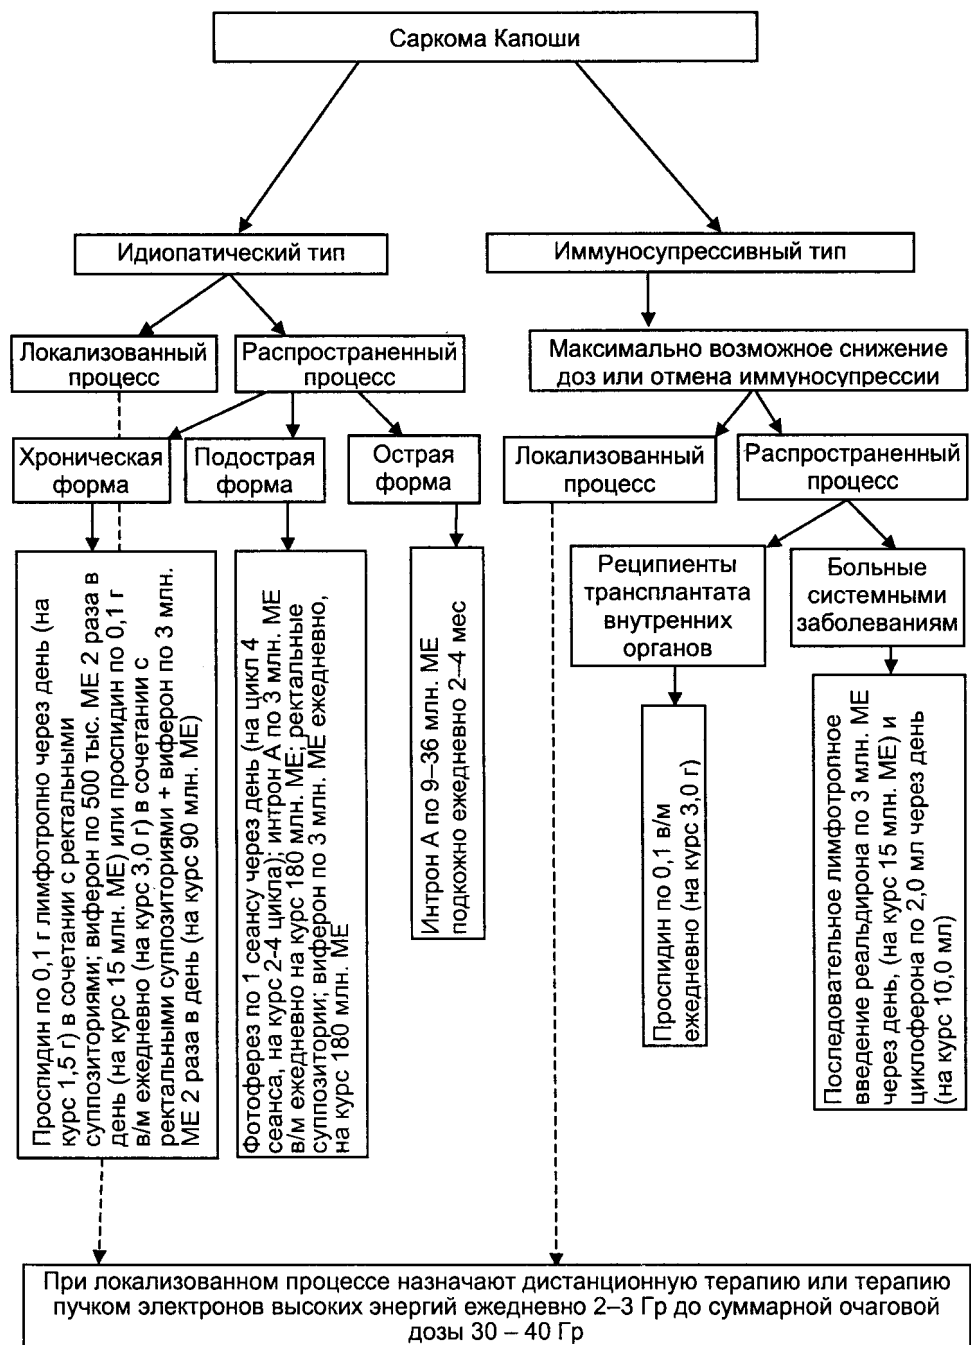 Саркома Капоши
Идиопатический тип
Иммуносупрессивный тип
Локализованный
процесс
Распространенный
процесс
Максимально возможное снижение
доз или отмена иммуносупрессии
Хроническая
форма
Подострая
форма
Острая
форма
Локализованный
процесс
Распространенный
процесс
Реципиенты
трансплантата
внутренних
органов
Больные
системными
заболеваниям
Проспидин по 0,1 г лимфотропно через день (на
курс 1,5 г) в сочетании с ректальными
суппозиториями; виферон по 500 тыс. МЕ 2 раза в
день (на курс 15 млн. МЕ) или проспидин по 0,1 г
в/м ежедневно (на курс 3,0 г) в сочетании с
ректальными суппозиториями + виферон по 3 млн.
МЕ 2 раза в день (на курс 90 млн. МЕ)
Фотоферез по 1 сеансу через день (на цикл 4
сеанса, на курс 2-4 цикла); интрон А по 3 млн. МЕ
в/м ежедневно на курс 180 млн. МЕ; ректальные
суппозитории; виферон по 3 млн. МЕ ежедневно,
на курс 180 млн. МЕ
Интрон А по 9–36 млн. МЕ
подкожно ежедневно 2–4 мес
Проспидин по 0,1 в/м
ежедневно (на курс 3,0 г)
Последовательное лимфотропное
введение реальдирона по 3 млн. МЕ
через день, (на курс 15 млн. МЕ) и
циклоферона по 2,0 мл через день
(на курс 10,0 мл)
При локализованном процессе назначают дистанционную терапию или терапию
пучком электронов высоких энергий ежедневно 2–3 Гр до суммарной очаговой
дозы 30 – 40 Гр